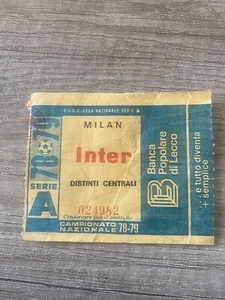 F.I.G.C. LEGA NAZIONALE
MILAN
Inter
DISTINTI CENTRALI
024982
Conservare per il controllo
CAMPIONATO
NAZIONALE 78-79
78-79
SERIE
A
Banca
Popolare
di Lecco
... e tutto diventa
+ semplice